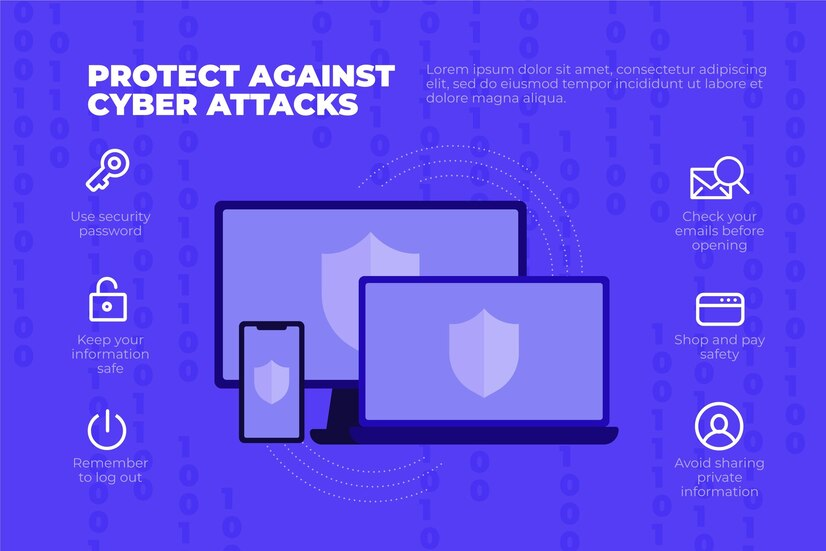 PROTECT AGAINST
CYBER ATTACKS
Lorem ipsum dolor sit amet, consectetur adipiscing
elit, sed do eiusmod tempor incididunt ut labore et
dolore magna aliqua.
Use security
password
Keep your
information
safe
Remember
to log out
Check your
emails before
opening
Shop and pay
safety
Avoid sharing
private
information